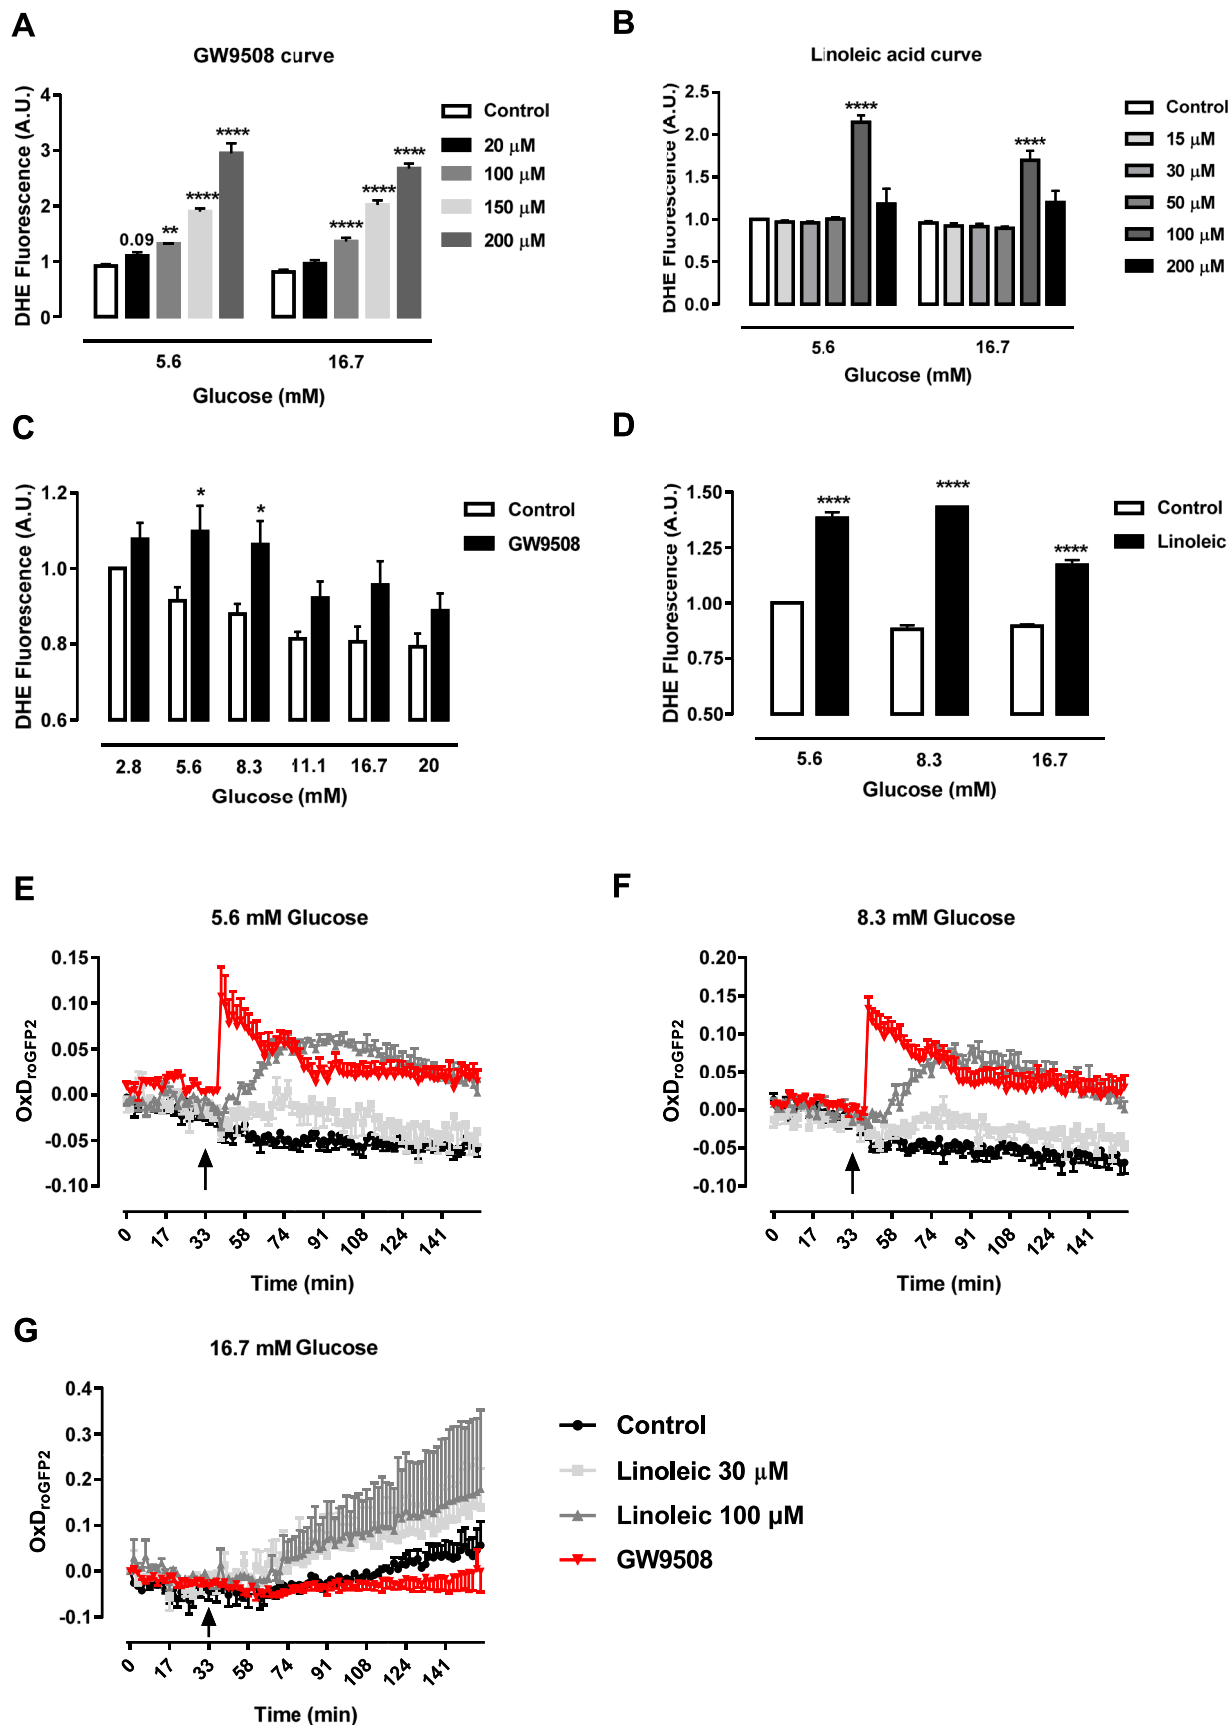 A
GW9508 curve
DHE Fluorescence (A.U.)
4
3
2
1
0
0.09
**
****
****
****
****
****
5.6
16.7
Glucose (mM)
Control
20 μM
100 μM
150 μM
200 μM
B
Linoleic acid curve
DHE Fluorescence (A.U.)
2.5
2.0
1.5
1.0
0.5
0.0
****
****
5.6
16.7
Glucose (mM)
Control
15 μM
30 μM
50 μM
100 μM
200 μM
C
DHE Fluorescence (A.U.)
1.2
1.0
0.8
0.6
*
*
2.8
5.6
8.3
11.1
16.7
20
Glucose (mM)
Control
GW9508
D
DHE Fluorescence (A.U.)
1.50
1.25
1.00
0.75
0.50
****
****
****
5.6
8.3
16.7
Glucose (mM)
Control
Linoleic
E
5.6 mM Glucose
OxD roGFP2
0.15
0.10
0.05
0.00
-0.05
-0.10
0
17
33
58
74
91
108
124
141
Time (min)
F
8.3 mM Glucose
OxD roGFP2
0.20
0.15
0.10
0.05
0.00
-0.05
-0.10
0
17
33
58
74
91
108
124
141
Time (min)
G
16.7 mM Glucose
OxD roGFP2
0.4
0.3
0.2
0.1
0.0
-0.1
0
17
33
58
74
91
108
124
141
Time (min)
Control
Linoleic 30 μM
Linoleic 100 μM
GW9508